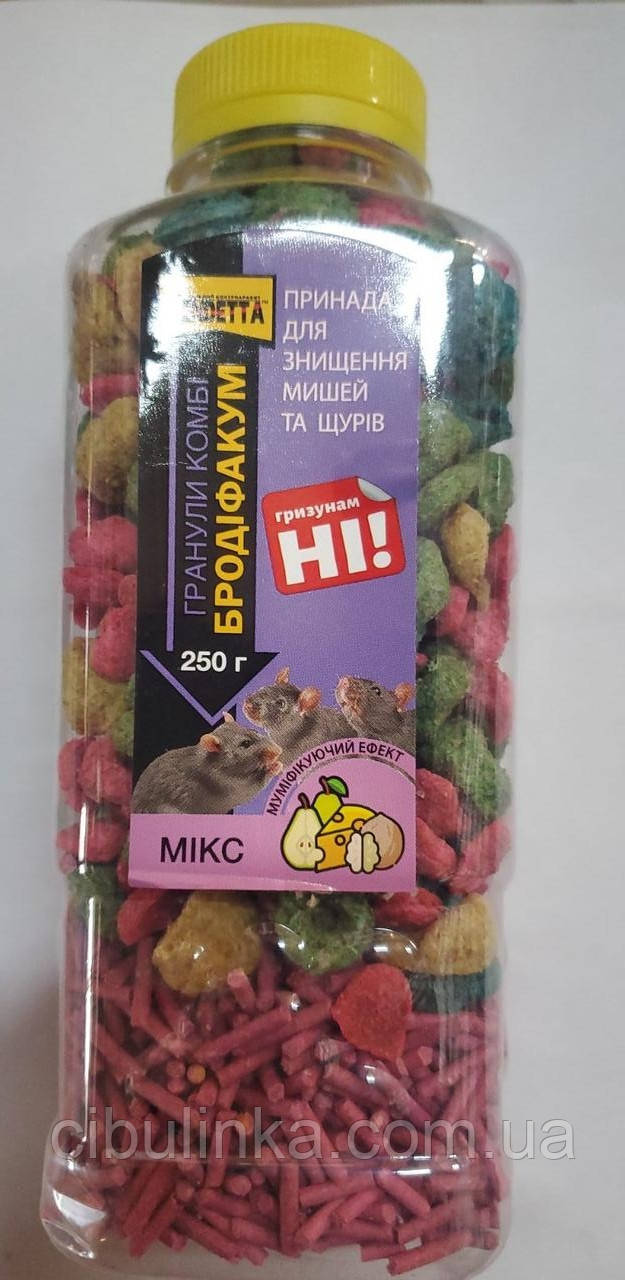 ПРИНАДА
ДЛЯ
ЗНИЩЕННЯ
МИШЕЙ
ТА ЩУРІВ
ГРАНУЛИ КОМБІ
БРОДІФАКУМ
250 г
гризунам
НІ!
МУМІФІКУЮЧИЙ ЕФЕКТ
МІКС
cibulinka.com.ua